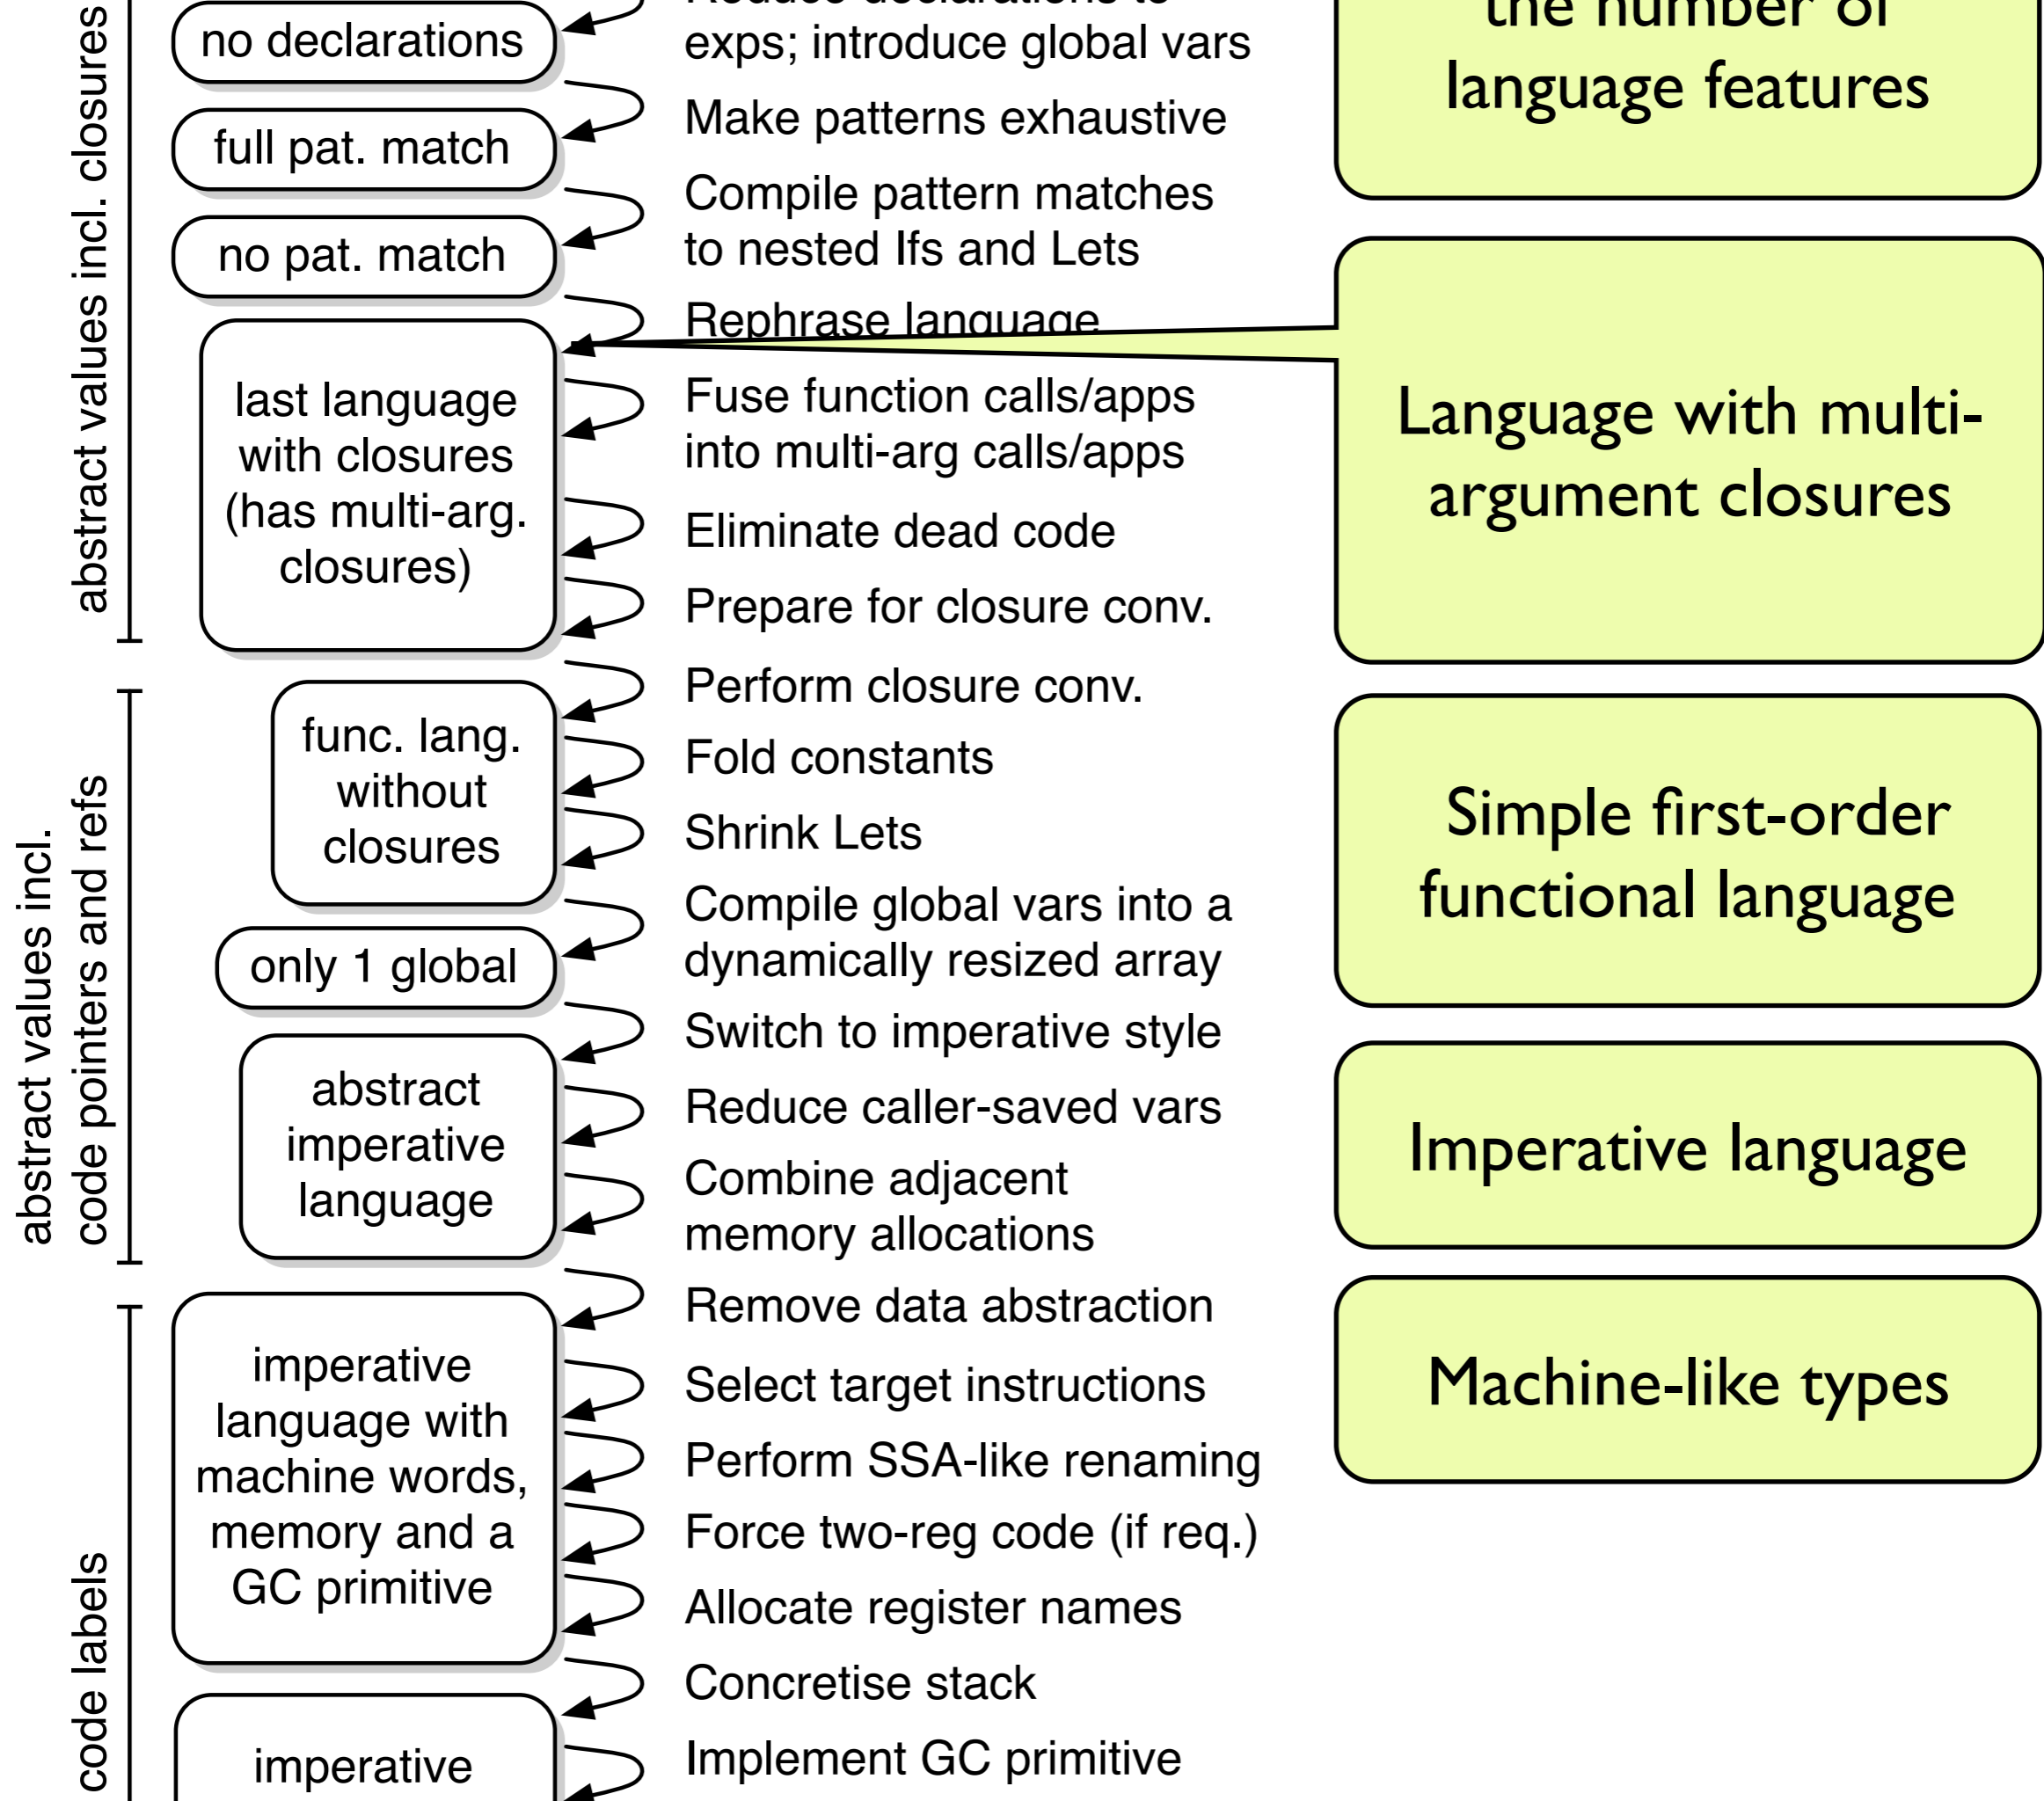 abstract values incl. closures
no declarations
full pat. match
no pat. match
last language
with closures
(has multi-arg.
closures)
abstract values incl.
code pointers and refs
func. lang.
without
closures
only 1 global
abstract
imperative
language
code labels
imperative
language with
machine words,
memory and a
GC primitive
imperative
Reduce declarations to
exps; introduce global vars
Make patterns exhaustive
Compile pattern matches
to nested Ifs and Lets
Rephrase language
Fuse function calls/apps
into multi-arg calls/apps
Eliminate dead code
Prepare for closure conv.
Perform closure conv.
Fold constants
Shrink Lets
Compile global vars into a
dynamically resized array
Switch to imperative style
Reduce caller-saved vars
Combine adjacent
memory allocations
Remove data abstraction
Select target instructions
Perform SSA-like renaming
Force two-reg code (if req.)
Allocate register names
Concretise stack
Implement GC primitive
the number of
language features
Language with multi-
argument closures
Simple first-order
functional language
Imperative language
Machine-like types